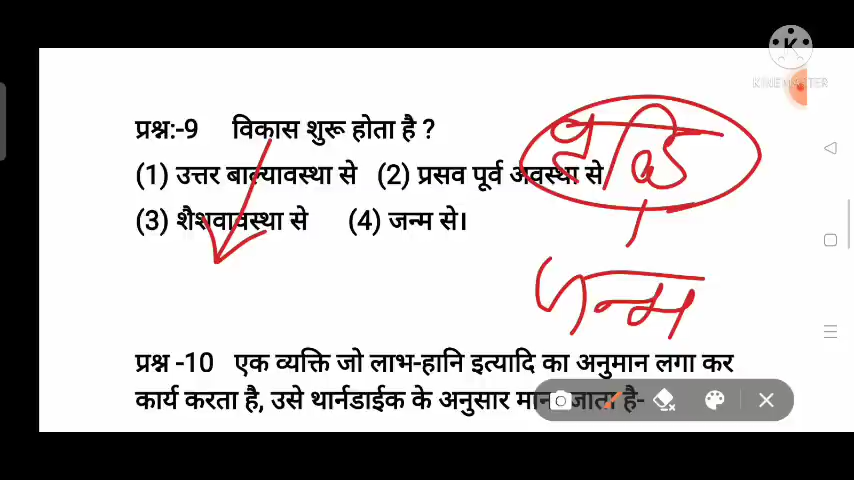 KINEMASTER
प्रश्न:-9 विकास शुरू होता है ?
(1) उत्तर बाल्यावस्था से (2) प्रसव पूर्व अवस्था से
(3) शैशवावस्था से (4) जन्म से।
जन्म
प्रश्न -10 एक व्यक्ति जो लाभ-हानि इत्यादि का अनुमान लगा कर
कार्य करता है, उसे थार्नडाईक के अनुसार माना जाता है-